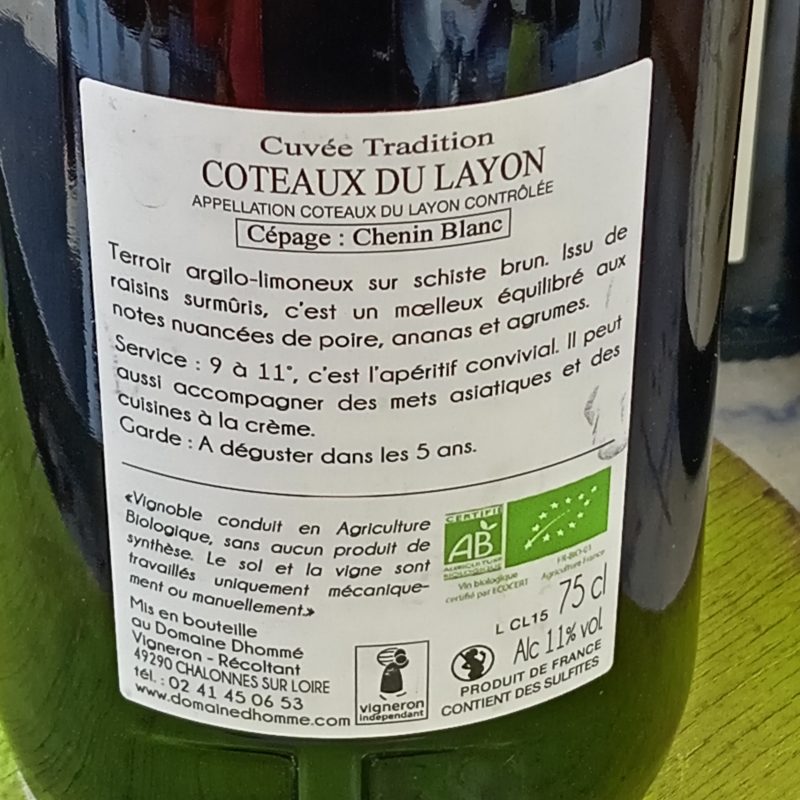 Cuvée Tradition
COTEAUX DU LAYON
APPELLATION COTEAUX DU LAYON CONTRÔLÉE
Cépage : Chenin Blanc
Terroir argilo-limoneux sur schiste brun. Issu de
raisins surmûris, c'est un mœlleux équilibré aux
notes nuancées de poire, ananas et agrumes.
Service : 9 à 11°, c'est l'apéritif convivial. Il peut
aussi accompagner des mets asiatiques et des
cuisines à la crème.
Garde : A déguster dans les 5 ans.
«Vignoble conduit en Agriculture
Biologique, sans aucun produit de
synthèse. Le sol et la vigne sont
travaillés uniquement mécanique-
ment ou manuellement.»
CERTIFIÉ
AB
AGRICULTURE
BIOLOGIQUE
Vin biologique
certifié par ECOCERT
FR-BIO-01
Agriculture France
Mis en bouteille
au Domaine Dhommé
Vigneron - Récoltant
49290 CHALONNES SUR LOIRE
tél. : 02 41 45 06 53
www.domainedhomme.com
vigneron
indépendant
L CL15 75 cl
Alc 11% vol
PRODUIT DE FRANCE
CONTIENT DES SULFITES